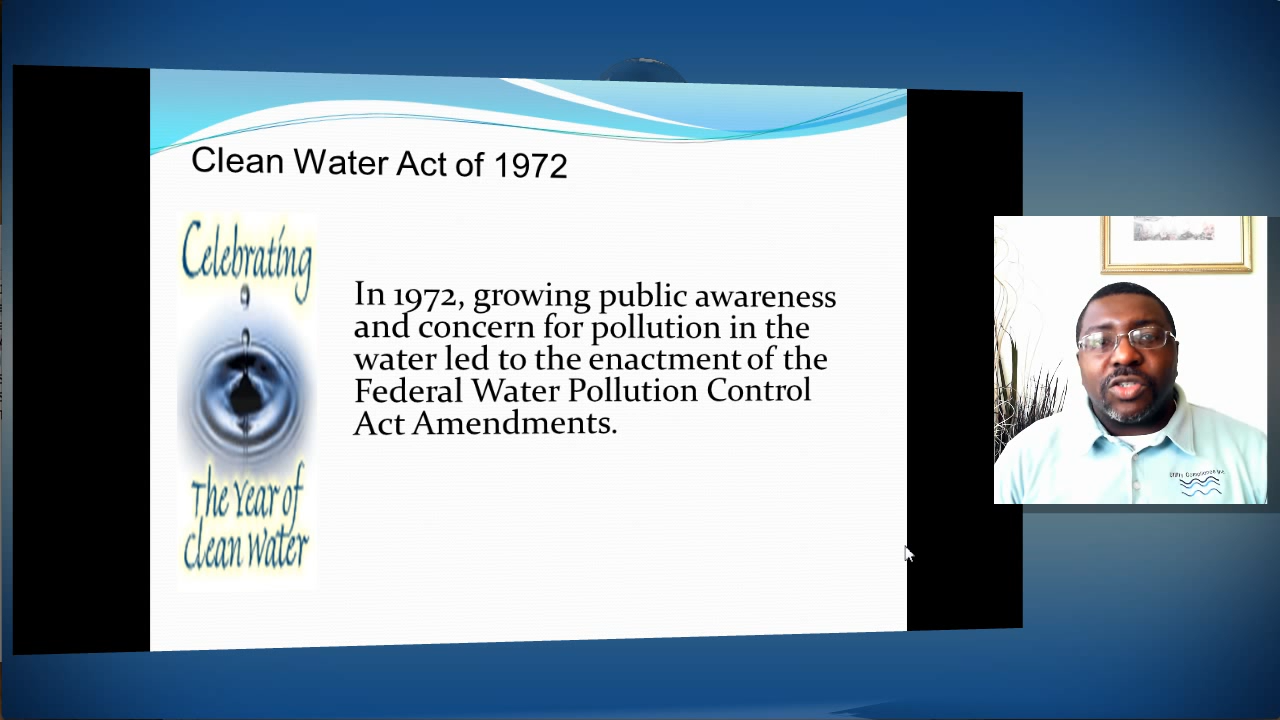 Clean Water Act of 1972
Celebrating
The Year of
Clean Water
In 1972, growing public awareness
and concern for pollution in the
water led to the enactment of the
Federal Water Pollution Control
Act Amendments.